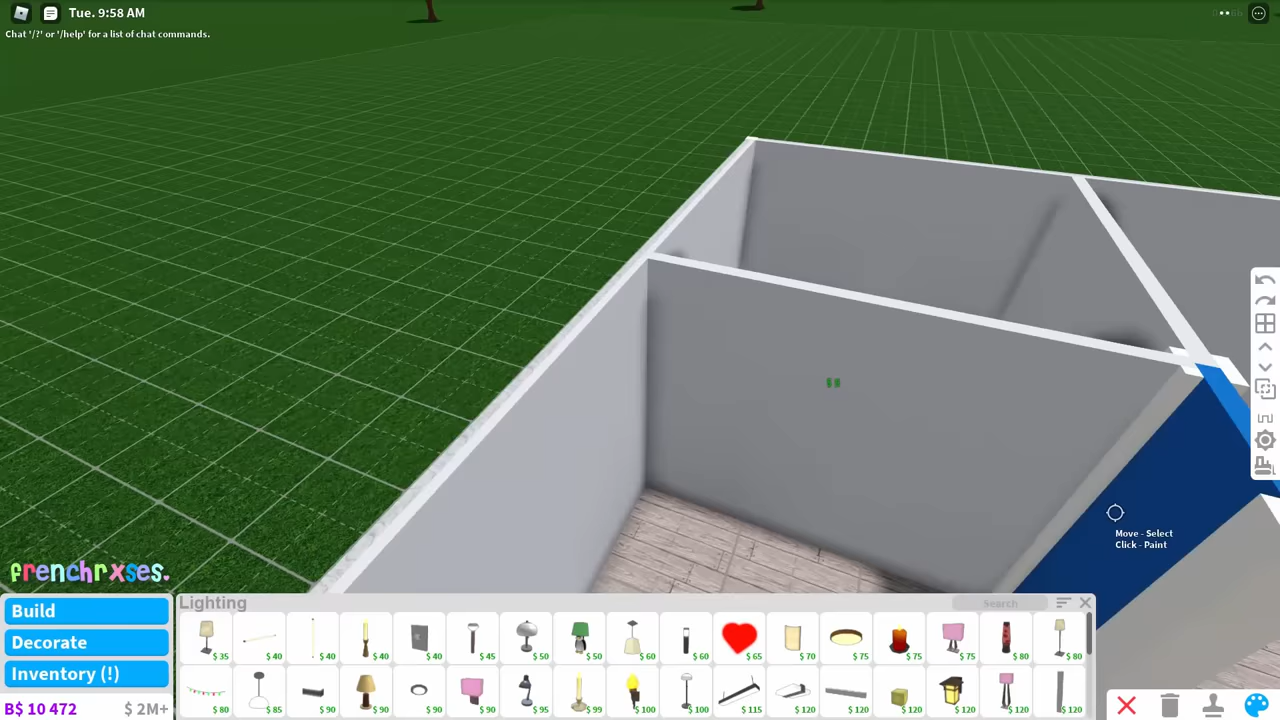 Tue. 9:58 AM
Chat '/?' or '/help' for a list of chat commands.
"
Move - Select
Click - Paint
frenchrxses.
Build
Decorate
Inventory (!)
B$ 10 472
$ 2M+
Lighting
Search
$ 35
$ 40
$ 40
$ 40
$ 40
$ 45
$ 50
$ 50
$ 60
$ 60
$ 65
$ 70
$ 75
$ 75
$ 75
$ 80
$ 80
$ 80
$ 85
$ 90
$ 90
$ 90
$ 90
$ 95
$ 99
$ 100
$ 100
$ 115
$ 120
$ 120
$ 120
$ 120
$ 120
$ 120